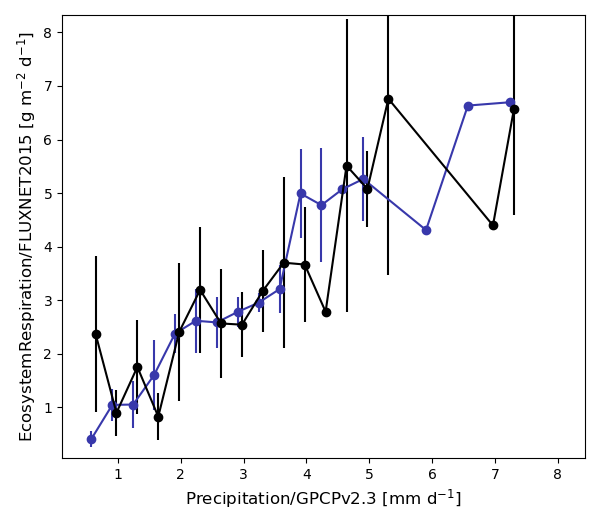 EcosystemRespiration/FLUXNET2015 [g m⁻² d⁻¹]
8
7
6
5
4
3
2
1
1 2 3 4 5 6 7 8
Precipitation/GPCPv2.3 [mm d⁻¹]